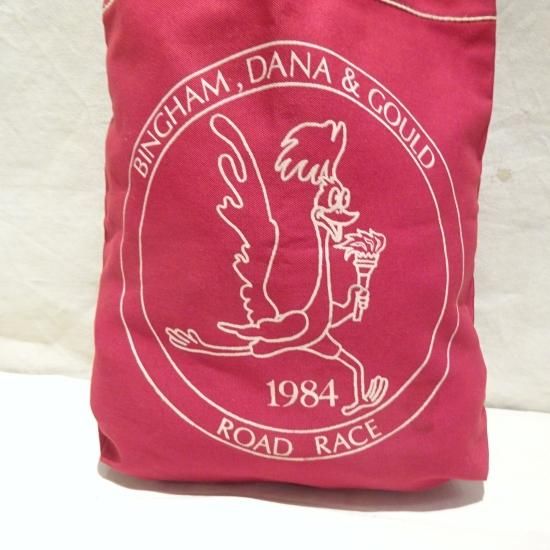 BINGHAM, DANA & GOULD
1984
ROAD RACE